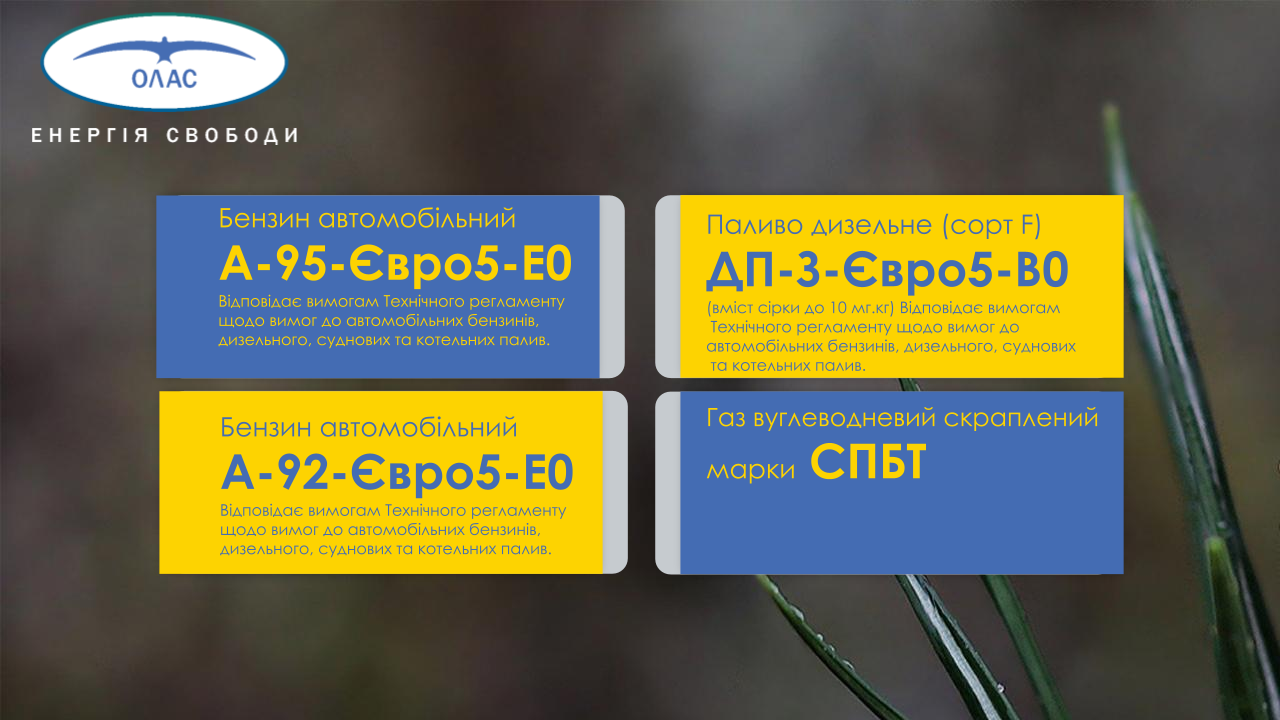 ОЛАС
ЕНЕРГІЯ СВОБОДИ
Бензин автомобільний
А-95-Євро5-Е0
Відповідає вимогам Технічного регламенту
щодо вимог до автомобільних бензинів,
дизельного, суднових та котельних палив.
Паливо дизельне (сорт F)
ДП-З-Євро5-В0
(вміст сірки до 10 мг.кг) Відповідає вимогам
Технічного регламенту щодо вимог до
автомобільних бензинів, дизельного, суднових
та котельних палив.
Бензин автомобільний
А-92-Євро5-Е0
Відповідає вимогам Технічного регламенту
щодо вимог до автомобільних бензинів,
дизельного, суднових та котельних палив.
Газ вуглеводневий скраплений
марки СПБТ